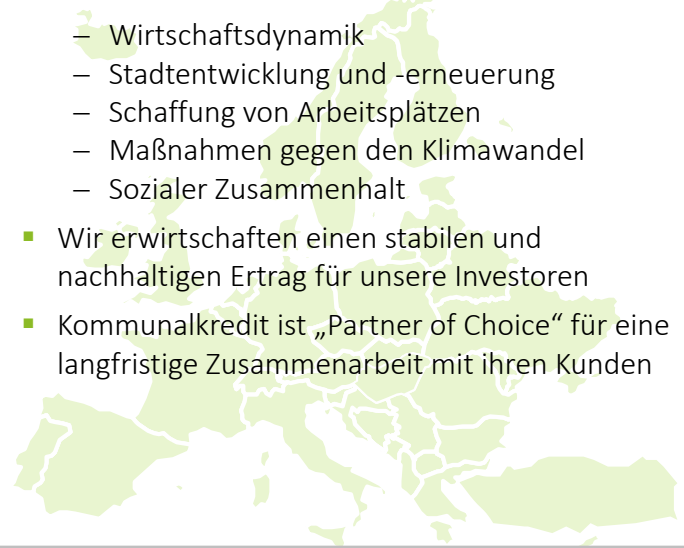 – Wirtschaftsdynamik
– Stadtentwicklung und -erneuerung
– Schaffung von Arbeitsplätzen
– Maßnahmen gegen den Klimawandel
– Sozialer Zusammenhalt
▪ Wir erwirtschaften einen stabilen und
nachhaltigen Ertrag für unsere Investoren
▪ Kommunalkredit ist „Partner of Choice“ für eine
langfristige Zusammenarbeit mit ihren Kunden